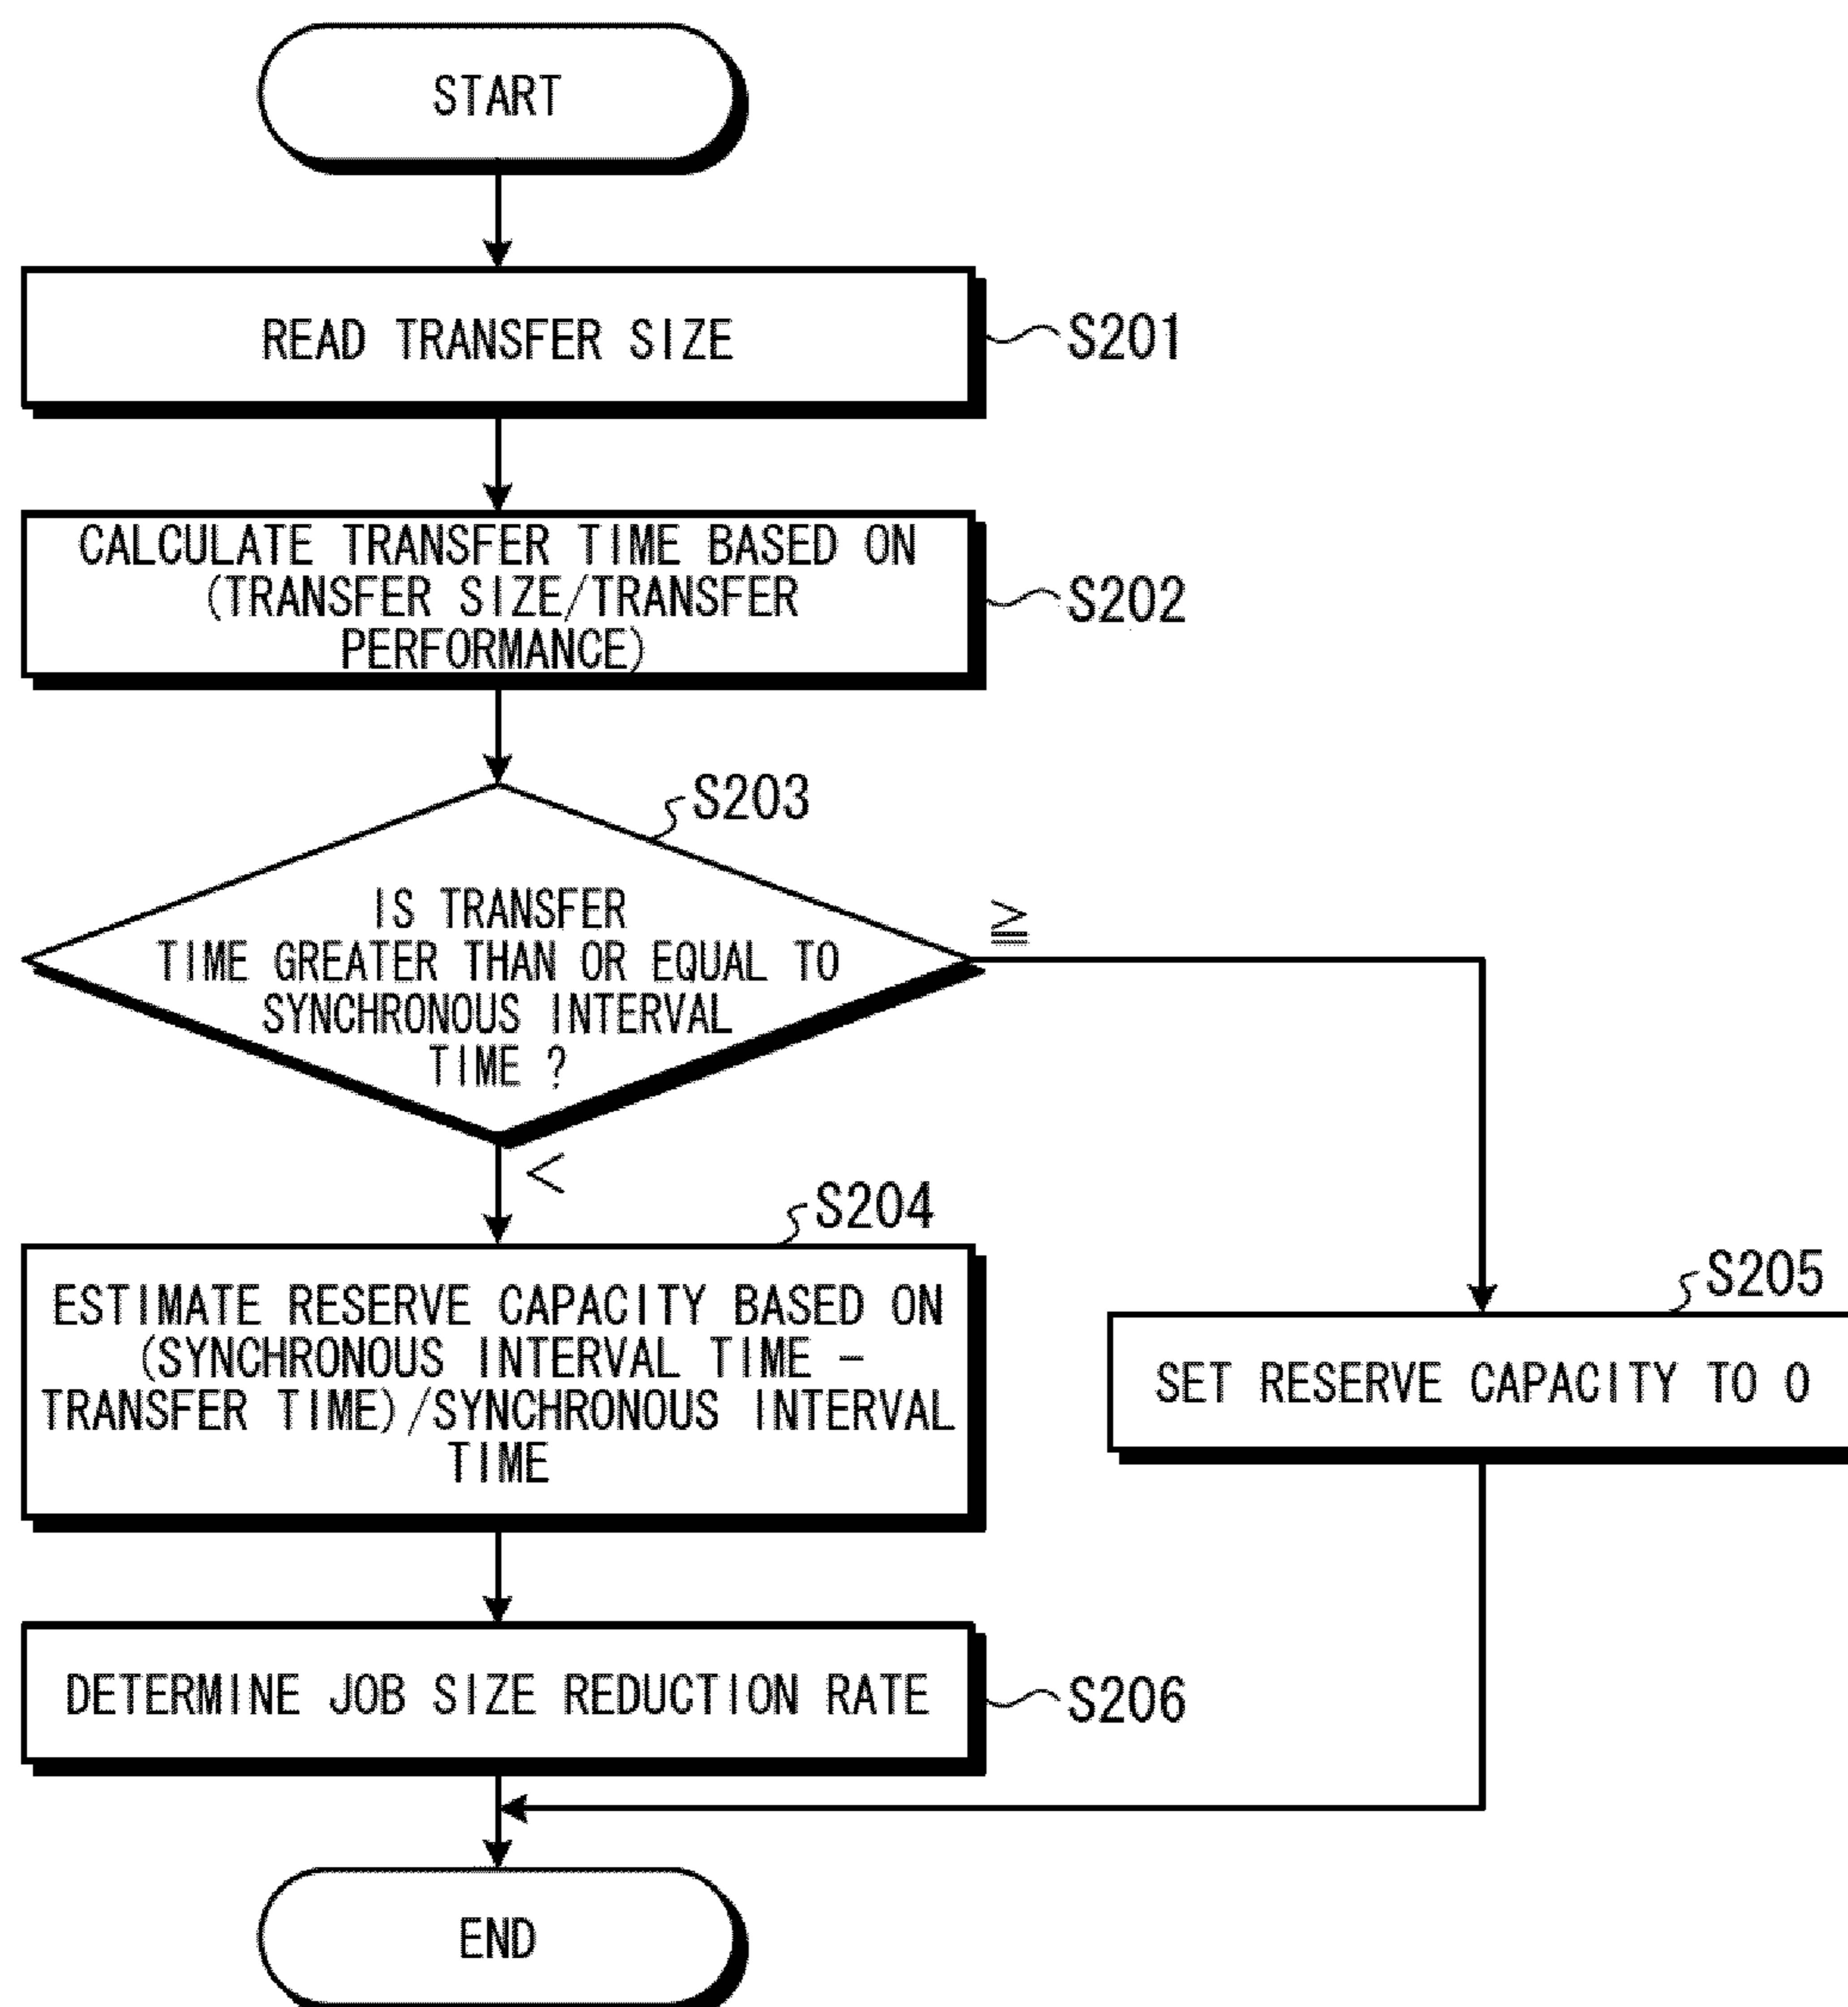 START
READ TRANSFER SIZE
S201
CALCULATE TRANSFER TIME BASED ON
(TRANSFER SIZE/TRANSFER
PERFORMANCE)
S202
S203
IS TRANSFER
TIME GREATER THAN OR EQUAL TO
SYNCHRONOUS INTERVAL
TIME ?
≧
<
S204
ESTIMATE RESERVE CAPACITY BASED ON
(SYNCHRONOUS INTERVAL TIME -
TRANSFER TIME)/SYNCHRONOUS INTERVAL
TIME
S205
SET RESERVE CAPACITY TO 0
DETERMINE JOB SIZE REDUCTION RATE
S206
END